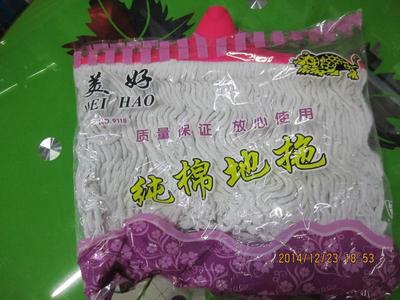 美好
MEI HAO
NO.9118
质量保证 放心使用
纯棉地拖
2014/12/23 18:53